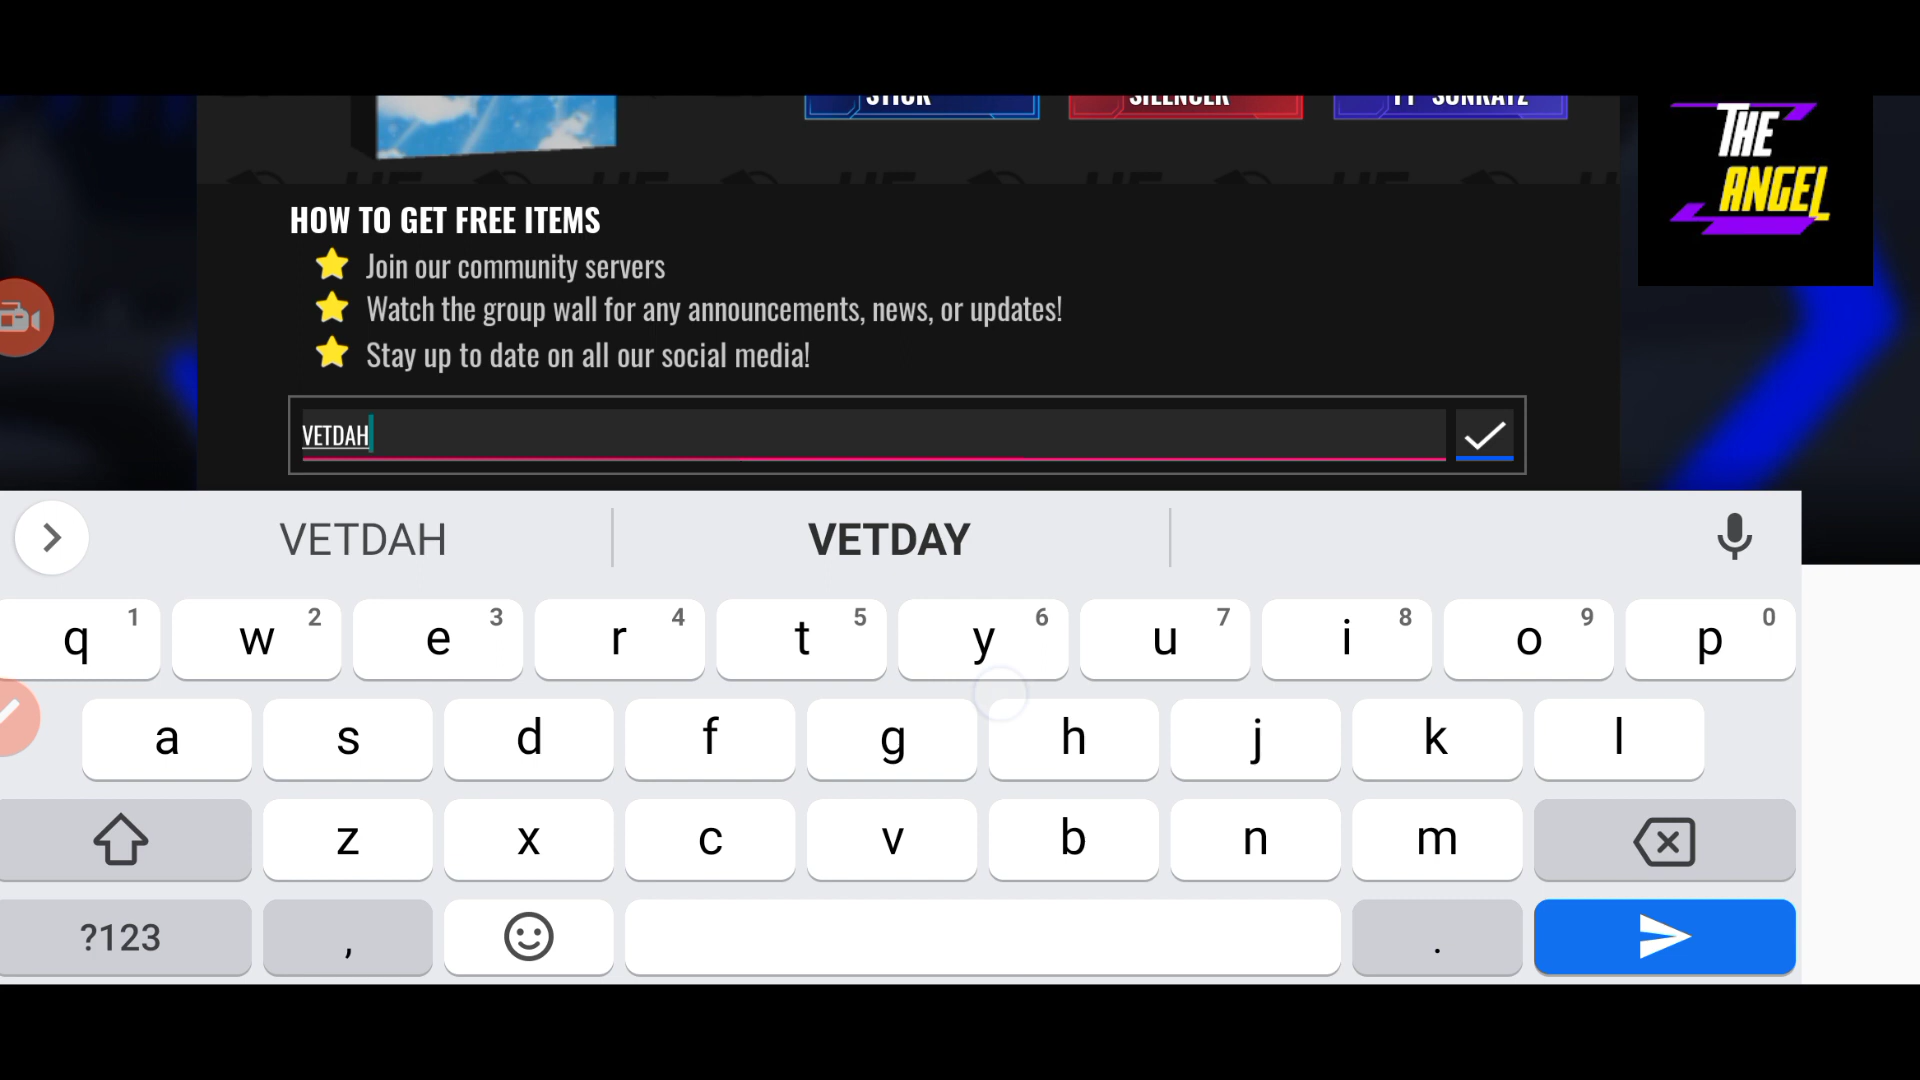 STICK SILENCER
THE
ANGEL
HOW TO GET FREE ITEMS
Join our community servers
Watch the group wall for any announcements, news, or updates!
Stay up to date on all our social media!
VETDAH
VETDAH VETDAY
q 1 w 2 e 3 r 4 t 5 y 6 u 7 i 8 o 9 p 0
a s d f g h j k l
z x c v b n m
?123 , .